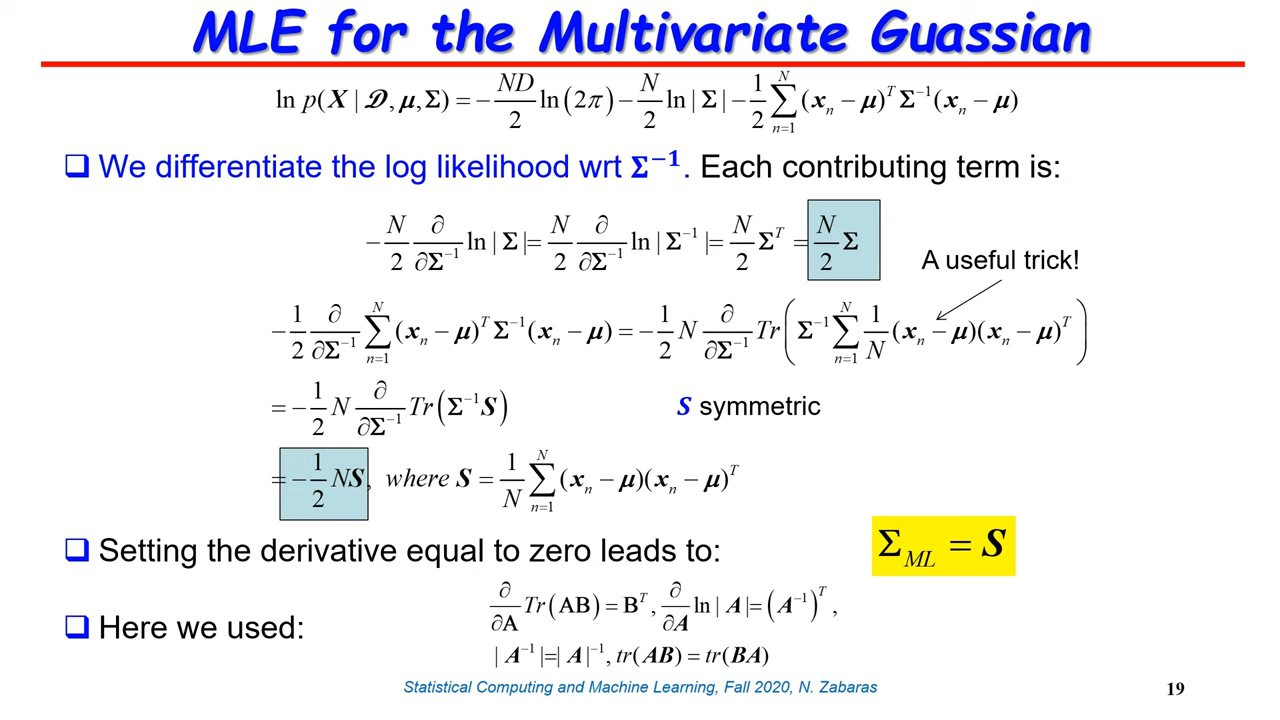 MLE for the Multivariate Guassian
ln p(X | 𝒟, μ, Σ) = −ND/2 ln(2π) − N/2 ln|Σ| − 1/2 ∑_{n=1}^{N} (x_n − μ)^T Σ^{−1} (x_n − μ)
❑ We differentiate the log likelihood wrt Σ^{−1}. Each contributing term is:
−N/2 ∂/∂Σ^{−1} ln|Σ| = N/2 ∂/∂Σ^{−1} ln|Σ^{−1}| = N/2 Σ^T = N/2 Σ
A useful trick!
−1/2 ∂/∂Σ^{−1} ∑_{n=1}^{N} (x_n − μ)^T Σ^{−1} (x_n − μ) = −1/2 N ∂/∂Σ^{−1} Tr(Σ^{−1} ∑_{n=1}^{N} 1/N (x_n − μ)(x_n − μ)^T)
= −1/2 N ∂/∂Σ^{−1} Tr(Σ^{−1} S) S symmetric
= −1/2 NS, where S = 1/N ∑_{n=1}^{N} (x_n − μ)(x_n − μ)^T
❑ Setting the derivative equal to zero leads to: Σ_{ML} = S
❑ Here we used: ∂/∂A Tr(AB) = B^T, ∂/∂A ln|A| = (A^{−1})^T,
|A^{−1}| = |A|^{−1}, tr(AB) = tr(BA)
Statistical Computing and Machine Learning, Fall 2020, N. Zabaras
19